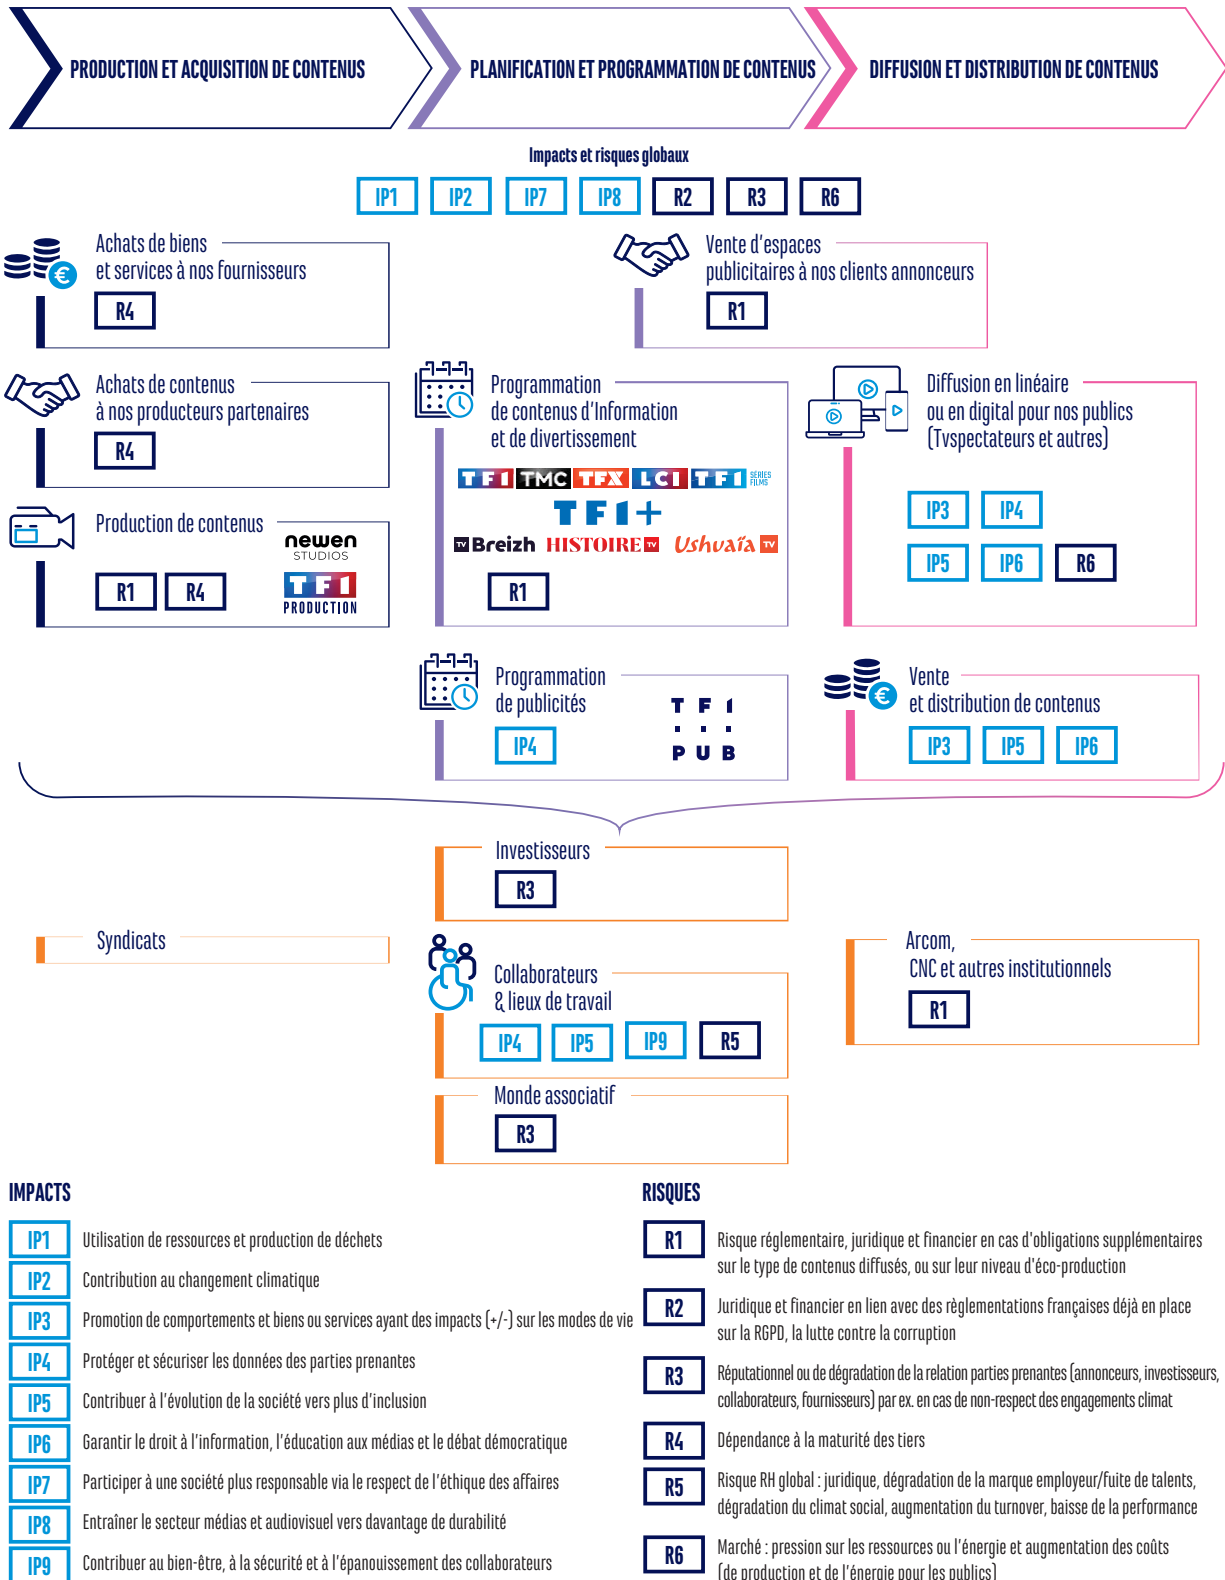 PRODUCTION ET ACQUISITION DE CONTENUS
PLANIFICATION ET PROGRAMMATION DE CONTENUS
DIFFUSION ET DISTRIBUTION DE CONTENUS
Impacts et risques globaux
IP1 IP2 IP7 IP8 R2 R3 R6
Achats de biens
et services à nos fournisseurs
R4
Vente d'espaces
publicitaires à nos clients annonceurs
R1
Achats de contenus
à nos producteurs partenaires
R4
Programmation
de contenus d'Information
et de divertissement
TF1 TMC TFX LCI TF1 SÉRIES
FILMS
TF1+
TV Breizh HISTOIRE TV Ushuaïa TV
R1
Diffusion en linéaire
ou en digital pour nos publics
(Tvspectateurs et autres)
IP3 IP4
IP5 IP6 R6
Production de contenus
newen
STUDIOS
R1 R4
TF1
PRODUCTION
Programmation
de publicités
IP4
TF1
PUB
Vente
et distribution de contenus
IP3 IP5 IP6
Investisseurs
R3
Syndicats
Collaborateurs
& lieux de travail
IP4 IP5 IP9 R5
Arcom,
CNC et autres institutionnels
R1
Monde associatif
R3
IMPACTS
IP1 Utilisation de ressources et production de déchets
IP2 Contribution au changement climatique
IP3 Promotion de comportements et biens ou services ayant des impacts (+/-) sur les modes de vie
IP4 Protéger et sécuriser les données des parties prenantes
IP5 Contribuer à l'évolution de la société vers plus d'inclusion
IP6 Garantir le droit à l'information, l'éducation aux médias et le débat démocratique
IP7 Participer à une société plus responsable via le respect de l'éthique des affaires
IP8 Entraîner le secteur médias et audiovisuel vers davantage de durabilité
IP9 Contribuer au bien-être, à la sécurité et à l'épanouissement des collaborateurs
RISQUES
R1 Risque réglementaire, juridique et financier en cas d'obligations supplémentaires
sur le type de contenus diffusés, ou sur leur niveau d'éco-production
R2 Juridique et financier en lien avec des règlementations françaises déjà en place
sur la RGPD, la lutte contre la corruption
R3 Réputationnel ou de dégradation de la relation parties prenantes (annonceurs, investisseurs,
collaborateurs, fournisseurs) par ex. en cas de non-respect des engagements climat
R4 Dépendance à la maturité des tiers
R5 Risque RH global : juridique, dégradation de la marque employeur/fuite de talents,
dégradation du climat social, augmentation du turnover, baisse de la performance
R6 Marché : pression sur les ressources ou l'énergie et augmentation des coûts
(de production et de l'énergie pour les publics)